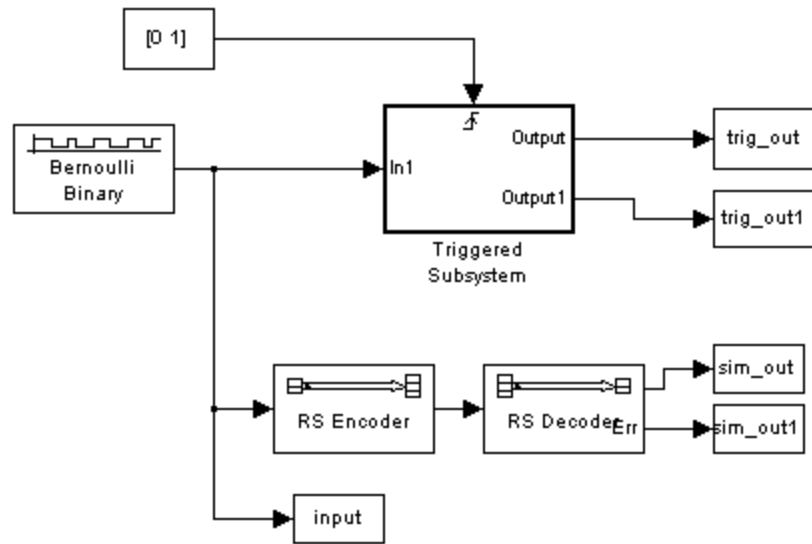 [0 1]
Bernoulli
Binary
In1
Output
Output1
Triggered
Subsystem
trig_out
trig_out1
RS Encoder
RS Decoder
Err
sim_out
sim_out1
input